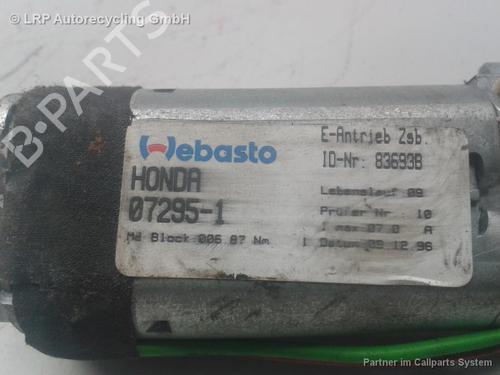 © LRP Autorecycling GmbH
B-PARTS
Webasto
HONDA
07295-1
Md Block 006.87 Nm
E-Antrieb Zsb.
ID-Nr: 83693B
Lebenslauf 09
Prüfer Nr. 10
I max 07.0 A
Datum 09.12.96
Partner im Callparts System